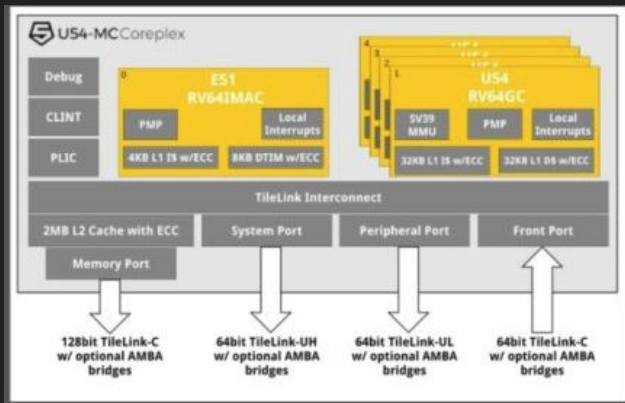 U54-MC Coreplex
Debug
CLINT
PLIC
0
E51
RV64IMAC
PMP
Local
Interrupts
4KB L1 I$ w/ECC
8KB DTIM w/ECC
4
3
2
1
U54
RV64GC
SV39
MMU
PMP
Local
Interrupts
32KB L1 I$ w/ECC
32KB L1 D$ w/ECC
TileLink Interconnect
2MB L2 Cache with ECC
System Port
Peripheral Port
Front Port
Memory Port
128bit TileLink-C
w/ optional AMBA
bridges
64bit TileLink-UH
w/ optional AMBA
bridges
64bit TileLink-UL
w/ optional AMBA
bridges
64bit TileLink-C
w/ optional AMBA
bridges